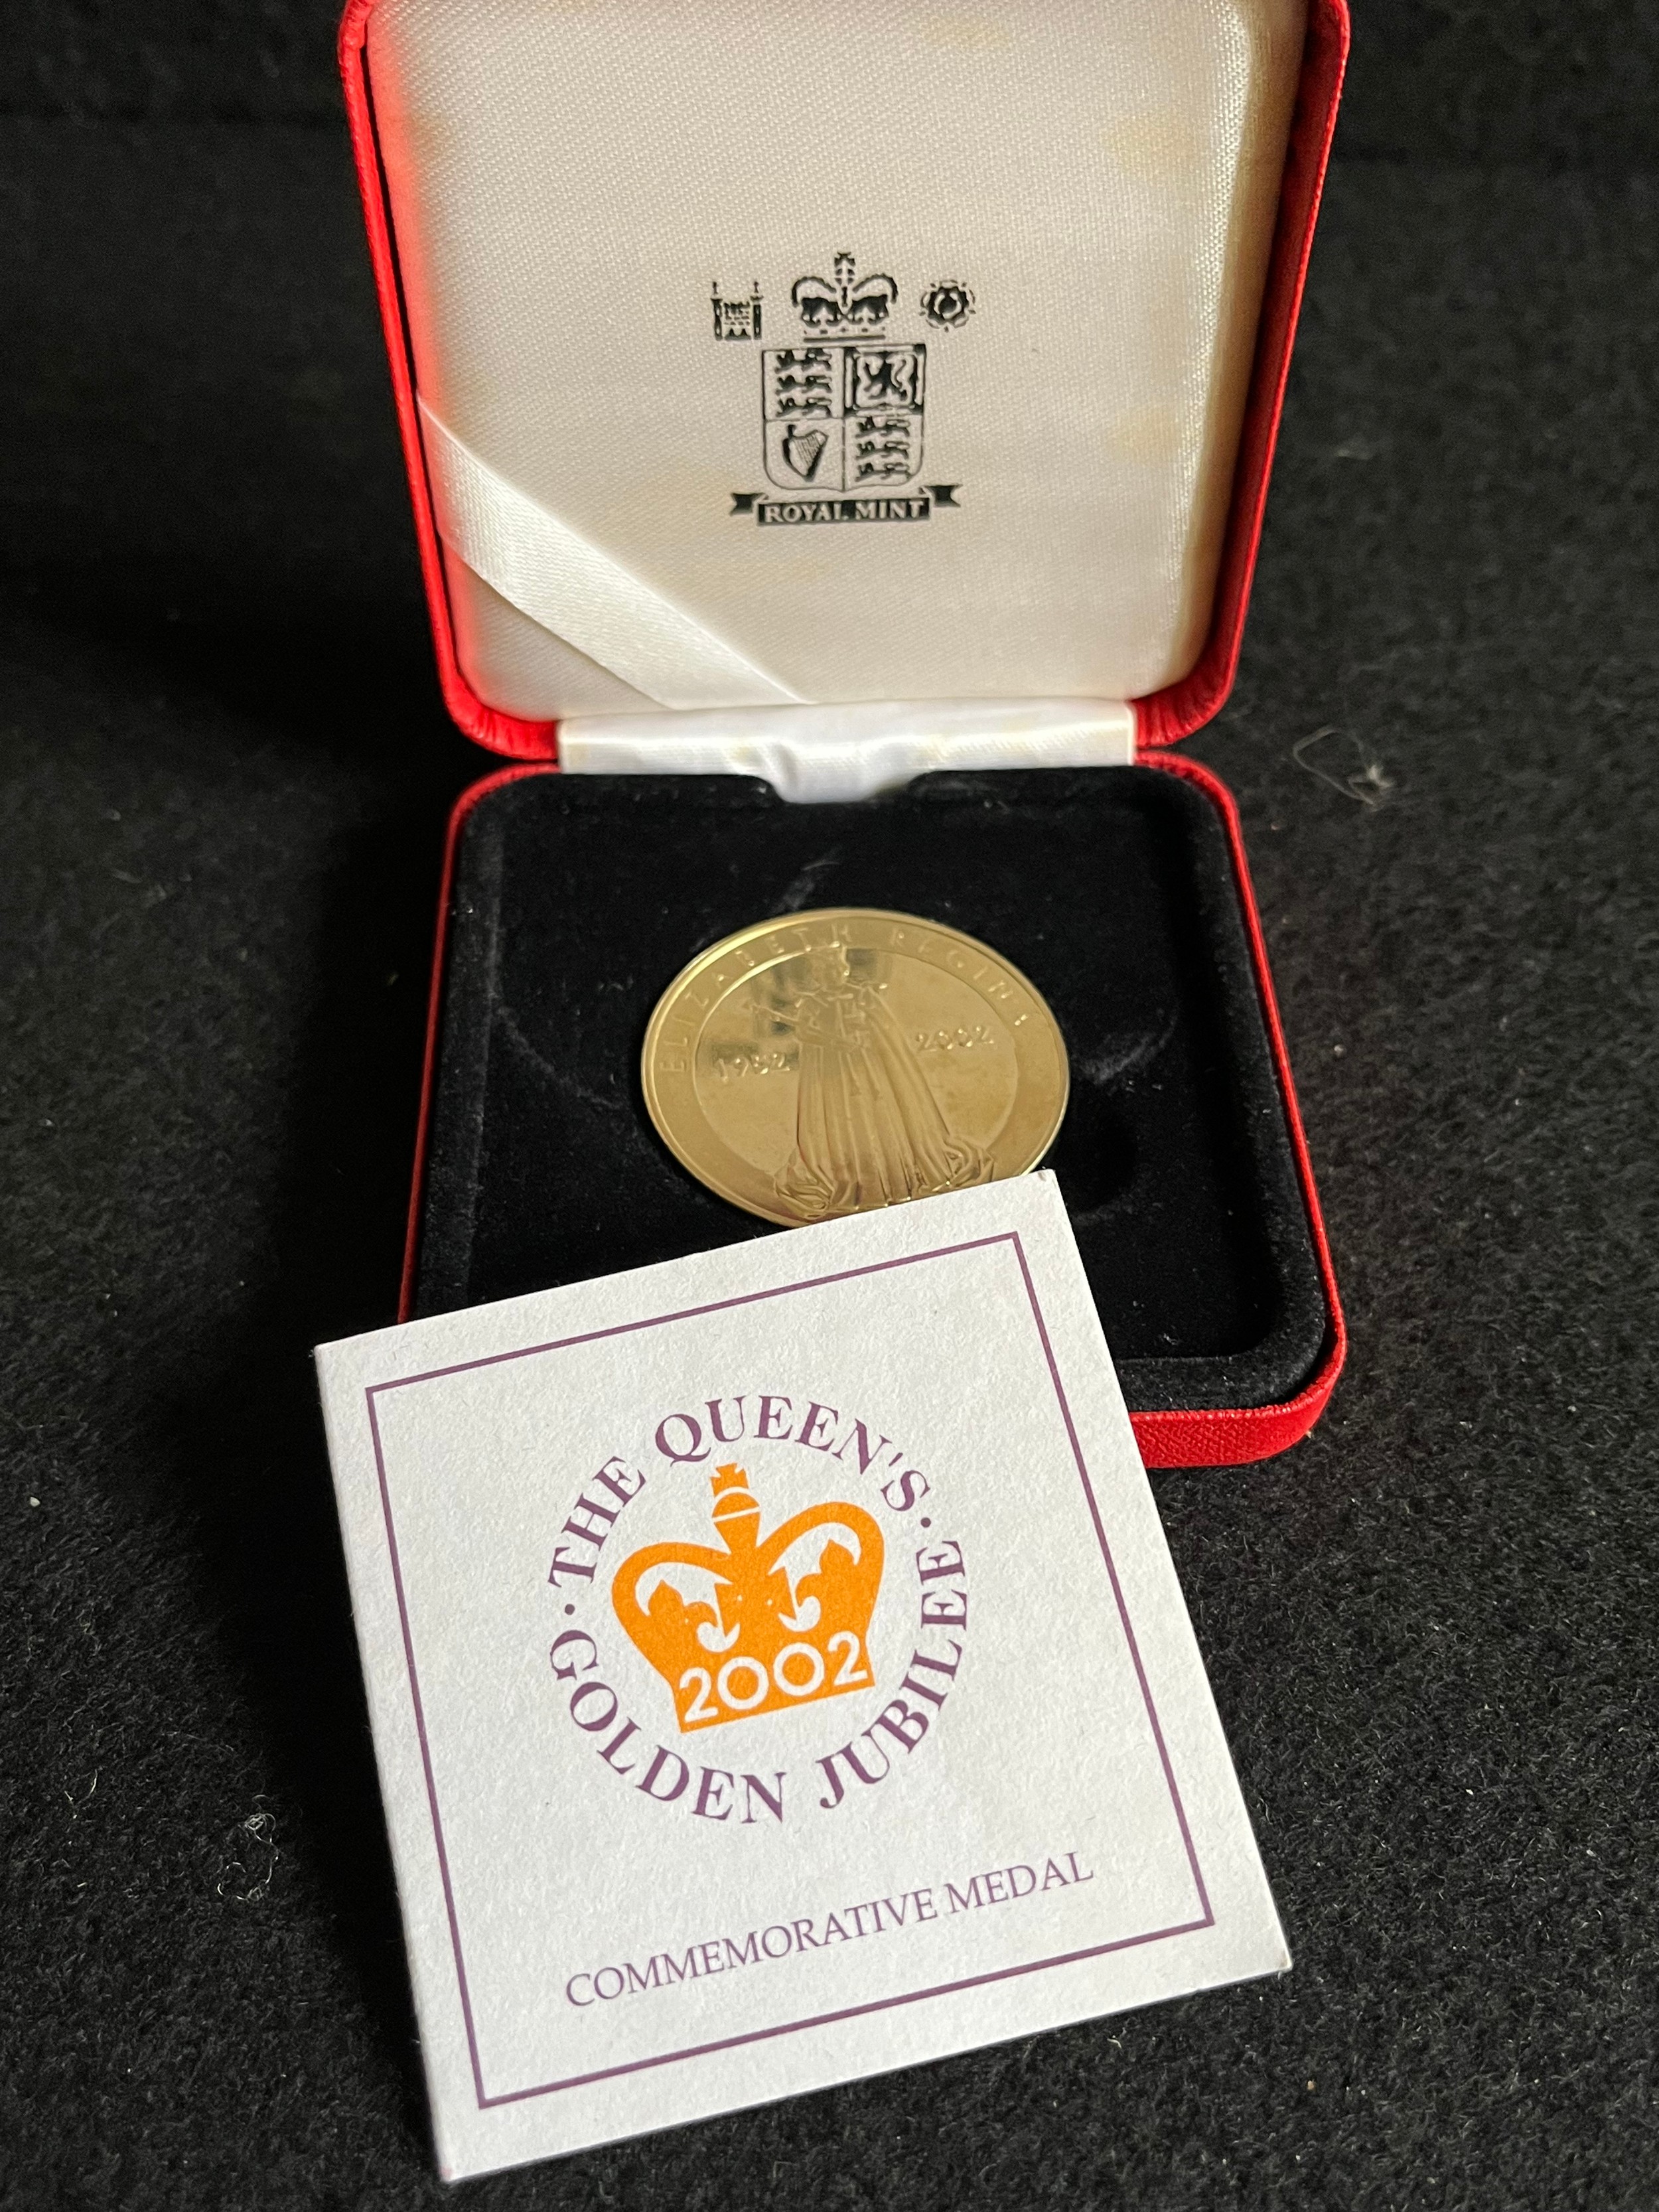 ROYAL MINT
ELIZABETH REGINA
1952 2002
THE QUEEN'S
GOLDEN JUBILEE
2002
COMMEMORATIVE MEDAL